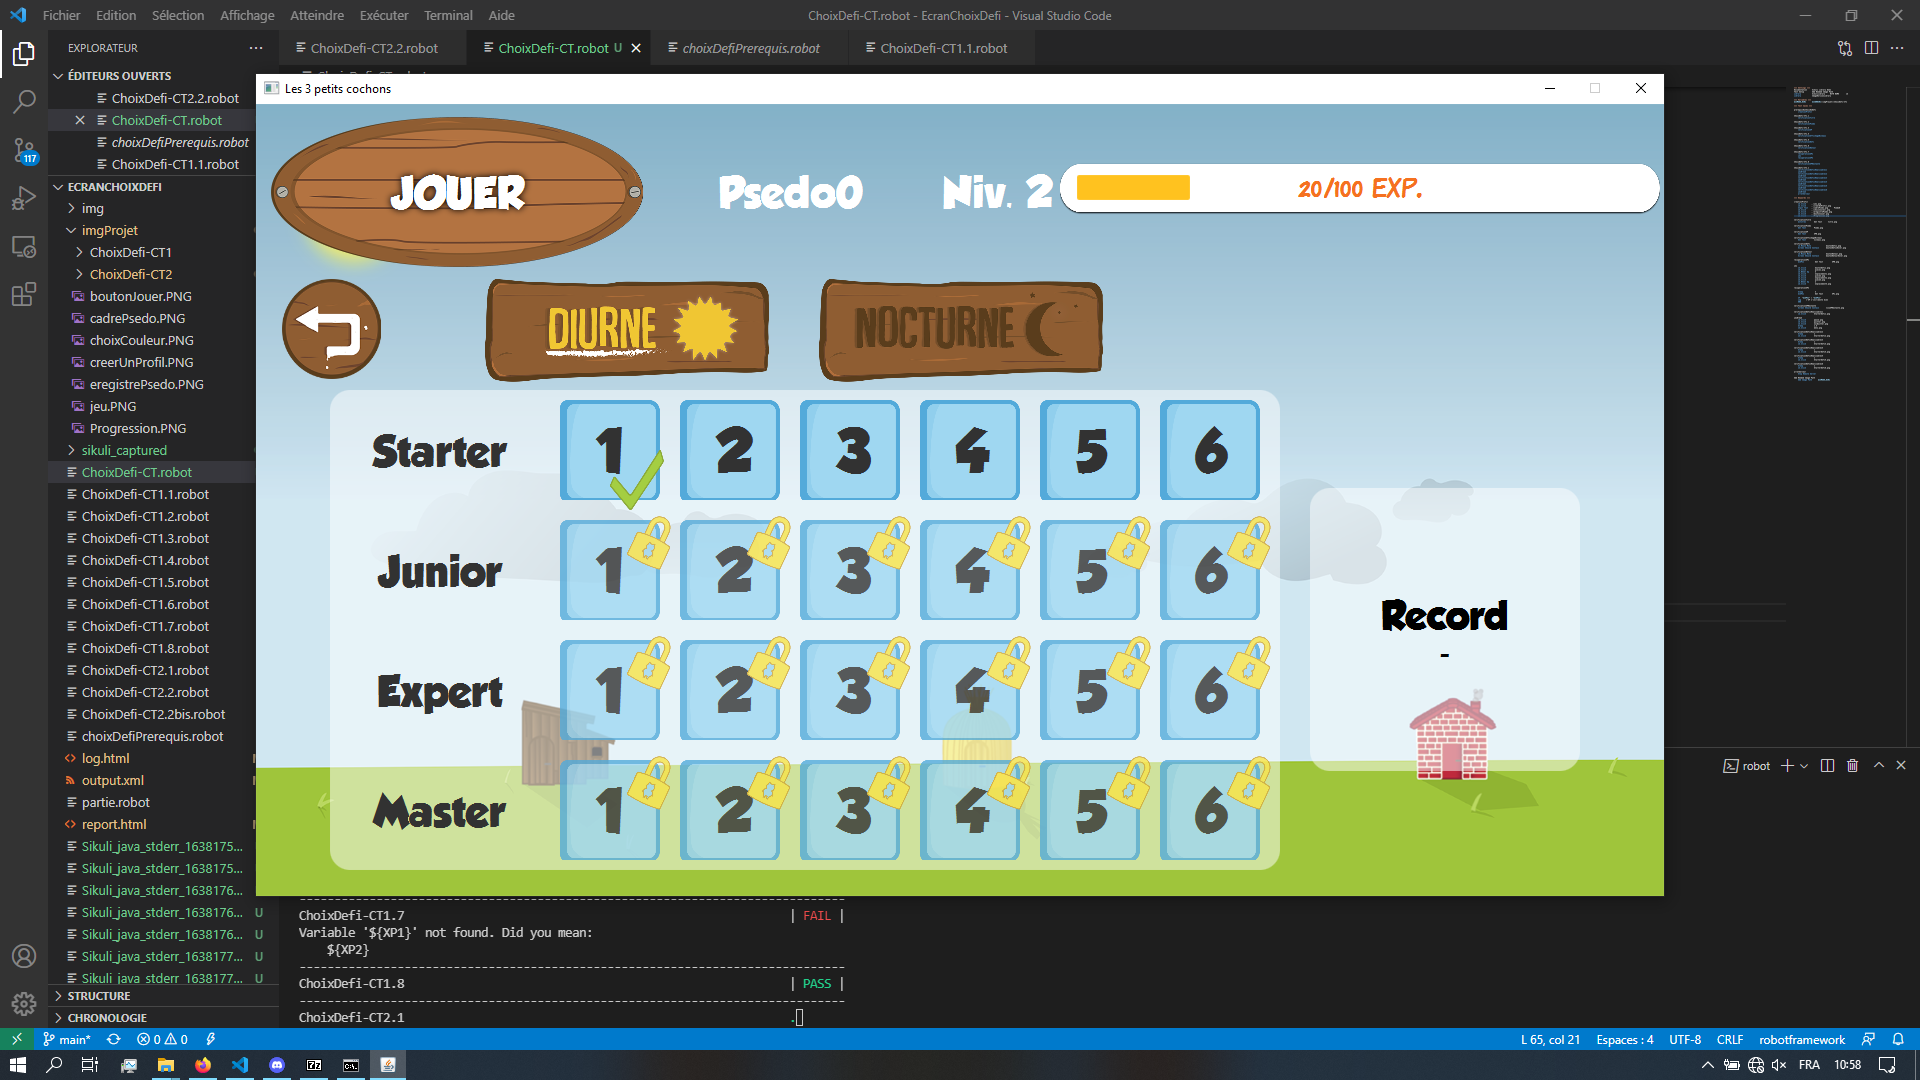 Fichier Edition Sélection Affichage Atteindre Exécuter Terminal Aide
ChoixDefi-CT.robot - EcranChoixDefi - Visual Studio Code
EXPLORATEUR
ChoixDefi-CT2.2.robot
ChoixDefi-CT.robot U
choixDefiPrerequis.robot
ChoixDefi-CT1.1.robot
ÉDITEURS OUVERTS
ChoixDefi-CT2.2.robot
ChoixDefi-CT.robot
choixDefiPrerequis.robot
ChoixDefi-CT1.1.robot
ECRANCHOIXDEFI
img
imgProjet
ChoixDefi-CT1
ChoixDefi-CT2
boutonJouer.PNG
cadrePsedo.PNG
choixCouleur.PNG
creerUnProfil.PNG
eregistrePsedo.PNG
jeu.PNG
Progression.PNG
sikuli_captured
ChoixDefi-CT.robot
ChoixDefi-CT1.1.robot
ChoixDefi-CT1.2.robot
ChoixDefi-CT1.3.robot
ChoixDefi-CT1.4.robot
ChoixDefi-CT1.5.robot
ChoixDefi-CT1.6.robot
ChoixDefi-CT1.7.robot
ChoixDefi-CT1.8.robot
ChoixDefi-CT2.1.robot
ChoixDefi-CT2.2.robot
ChoixDefi-CT2.2bis.robot
choixDefiPrerequis.robot
log.html
output.xml
partie.robot
report.html
Sikuli_java_stderr_1638175...
Sikuli_java_stderr_1638175...
Sikuli_java_stderr_1638176...
Sikuli_java_stderr_1638176... U
Sikuli_java_stderr_1638176... U
Sikuli_java_stderr_1638177... U
Sikuli_java_stderr_1638177... U
STRUCTURE
CHRONOLOGIE
117
Les 3 petits cochons
JOUER
Psedo0
Niv. 2
20/100 EXP.
DIURNE
NOCTURNE
Starter 1 2 3 4 5 6
Junior 1 2 3 4 5 6
Expert 1 2 3 4 5 6
Master 1 2 3 4 5 6
Record
-
robot
ChoixDefi-CT1.7 | FAIL |
Variable '${XP1}' not found. Did you mean:
${XP2}
ChoixDefi-CT1.8 | PASS |
ChoixDefi-CT2.1 .
main* 0 0
L 65, col 21 Espaces : 4 UTF-8 CRLF robotframework
FRA 10:58